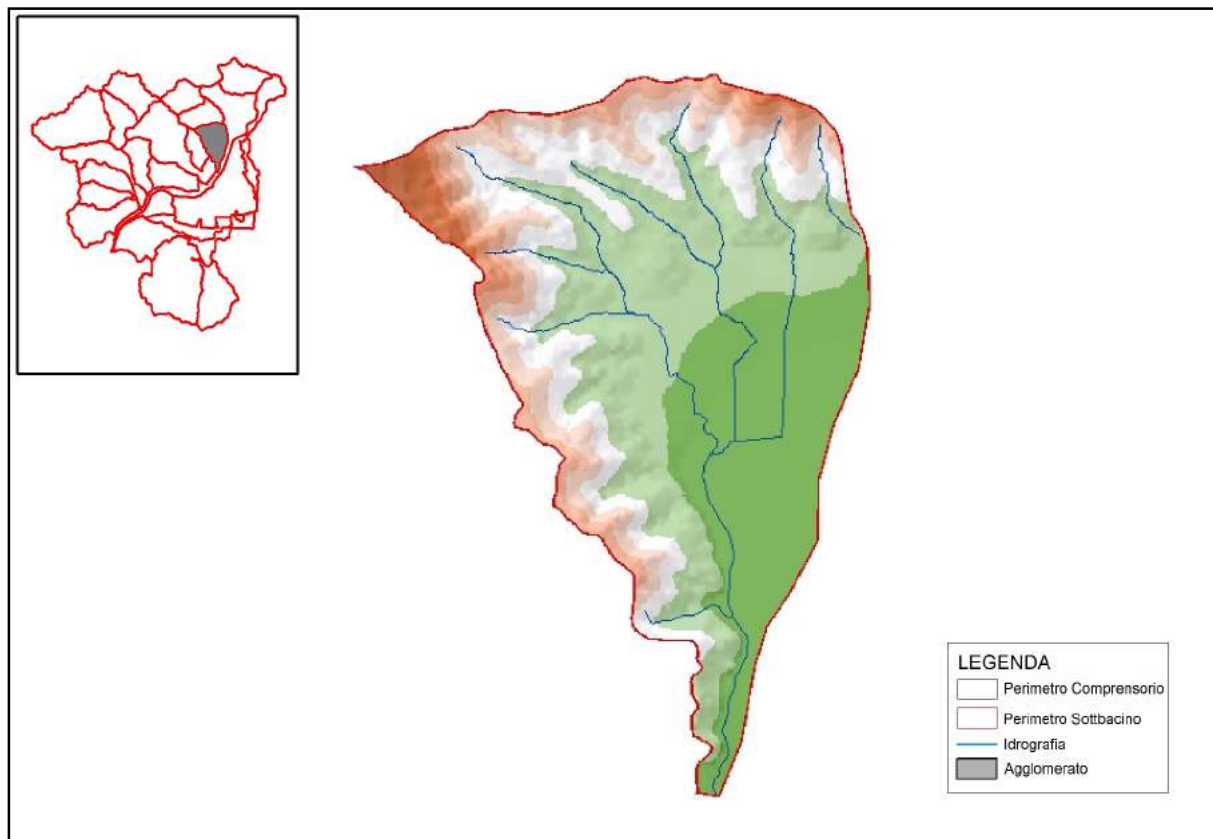 LEGENDA
Perimetro Comprensorio
Perimetro Sottbacino
Idrografia
Agglomerato